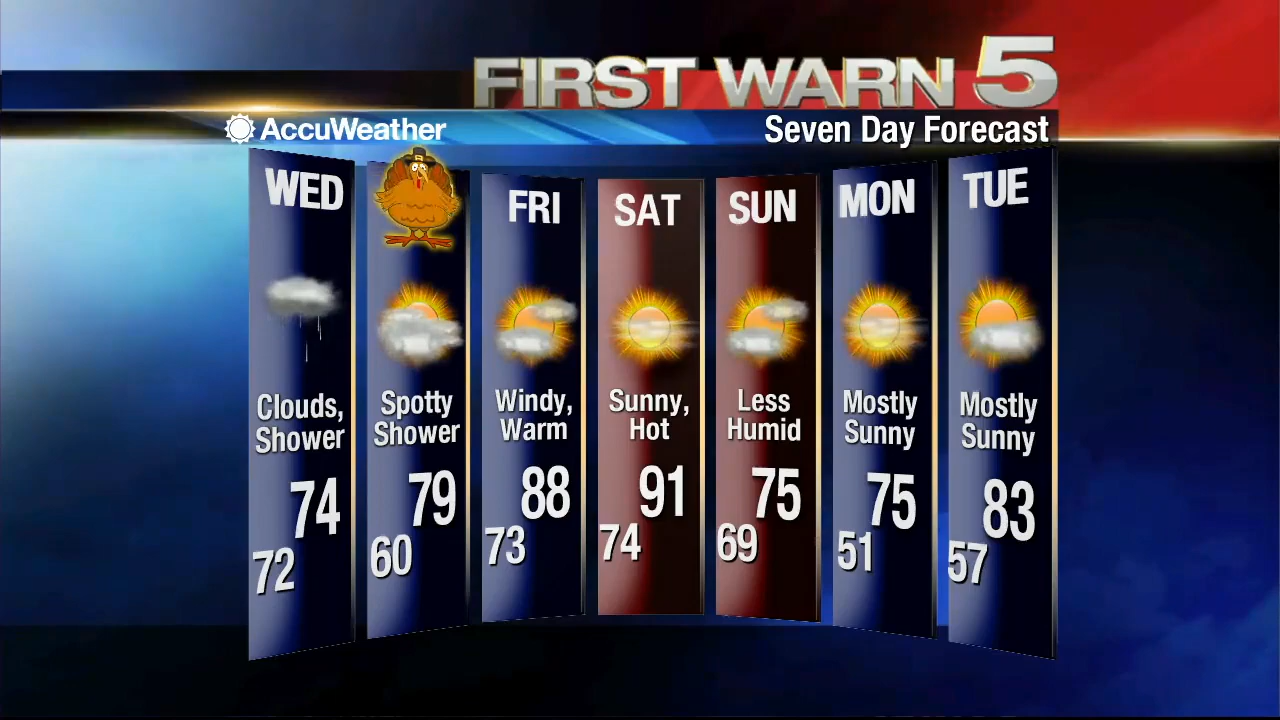 FIRST WARN 5
AccuWeather
Seven Day Forecast
WED
Clouds,
Shower
74
72
Spotty
Shower
79
60
FRI
Windy,
Warm
88
73
SAT
Sunny,
Hot
91
74
SUN
Less
Humid
75
69
MON
Mostly
Sunny
75
51
TUE
Mostly
Sunny
83
57